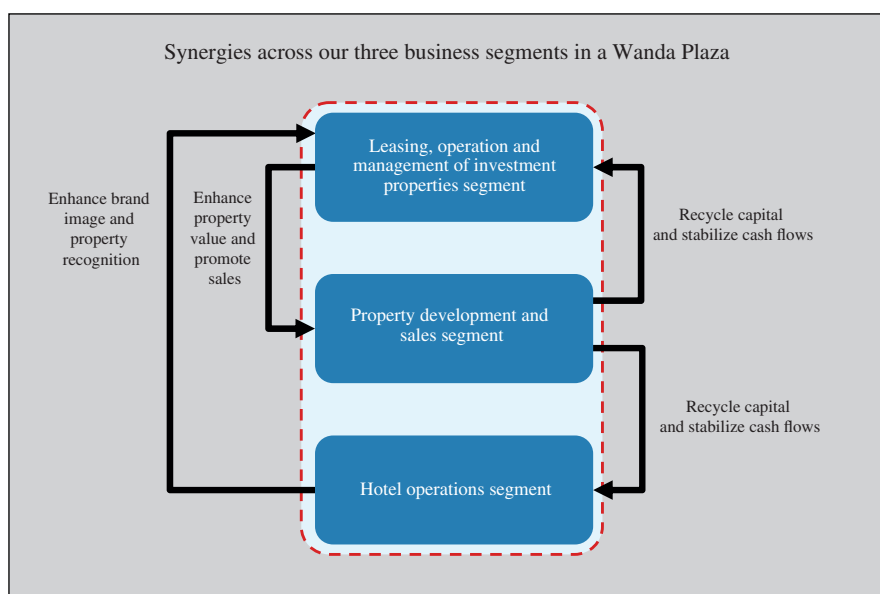 Synergies across our three business segments in a Wanda Plaza
Leasing, operation and
management of investment
properties segment
Enhance brand
image and
property
recognition
Enhance
property
value and
promote
sales
Recycle capital
and stabilize cash flows
Property development and
sales segment
Recycle capital
and stabilize cash flows
Hotel operations segment